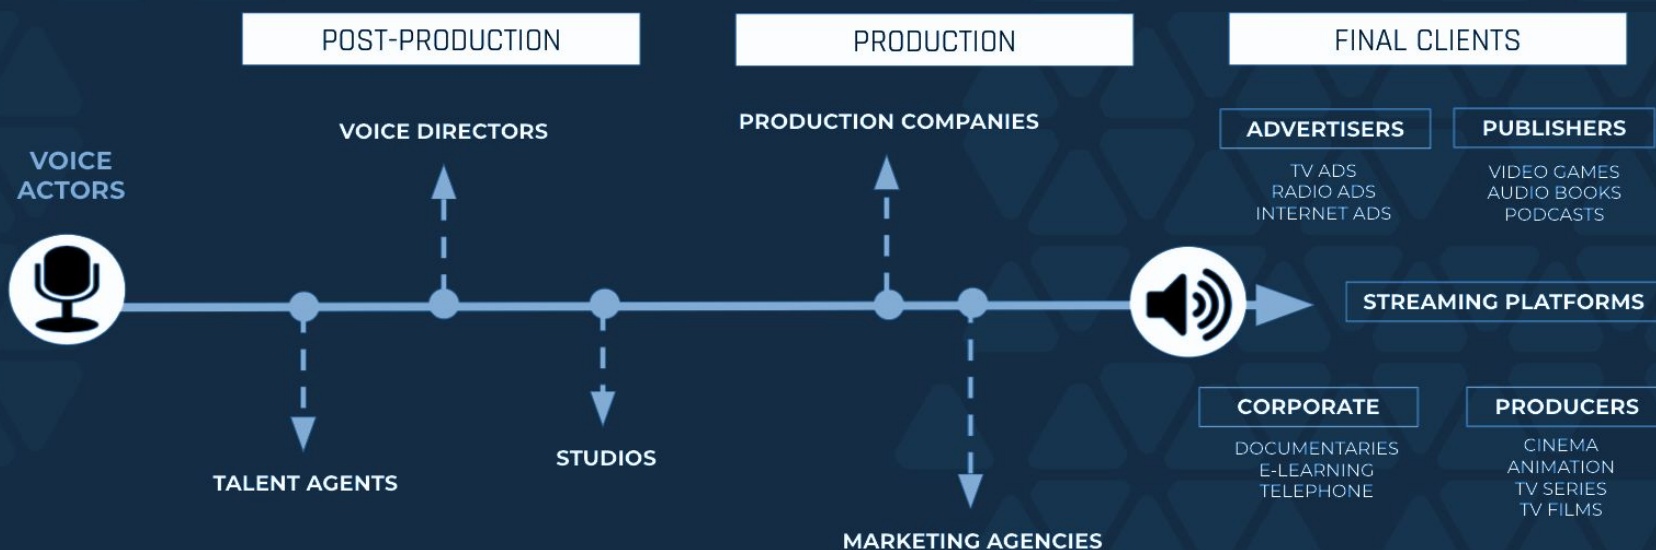 POST-PRODUCTION
PRODUCTION
FINAL CLIENTS
VOICE
ACTORS
VOICE DIRECTORS
TALENT AGENTS
STUDIOS
PRODUCTION COMPANIES
MARKETING AGENCIES
ADVERTISERS
TV ADS
RADIO ADS
INTERNET ADS
PUBLISHERS
VIDEO GAMES
AUDIO BOOKS
PODCASTS
STREAMING PLATFORMS
CORPORATE
DOCUMENTARIES
E-LEARNING
TELEPHONE
PRODUCERS
CINEMA
ANIMATION
TV SERIES
TV FILMS